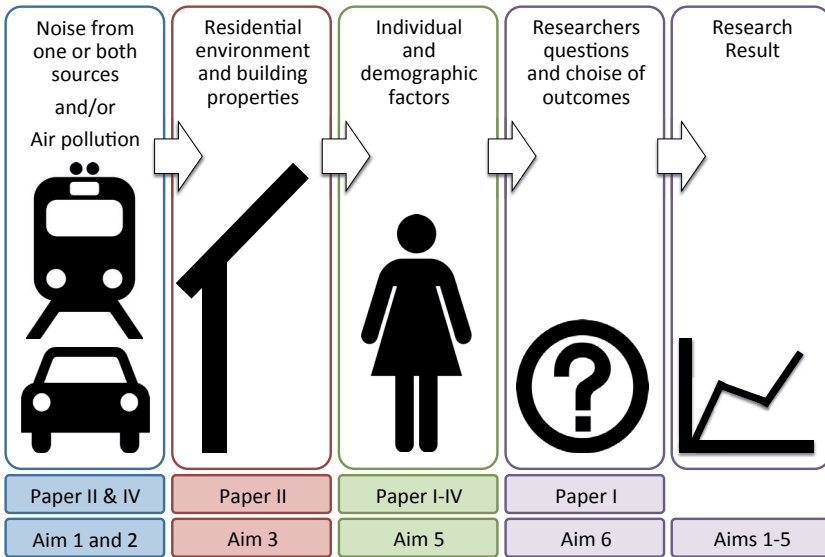 Noise from
one or both
sources
and/or
Air pollution
Residential
environment
and building
properties
Individual
and
demographic
factors
Researchers
questions
and choise of
outcomes
Research
Result
?
Paper II & IV
Paper II
Paper I-IV
Paper I
Aim 1 and 2
Aim 3
Aim 5
Aim 6
Aims 1-5